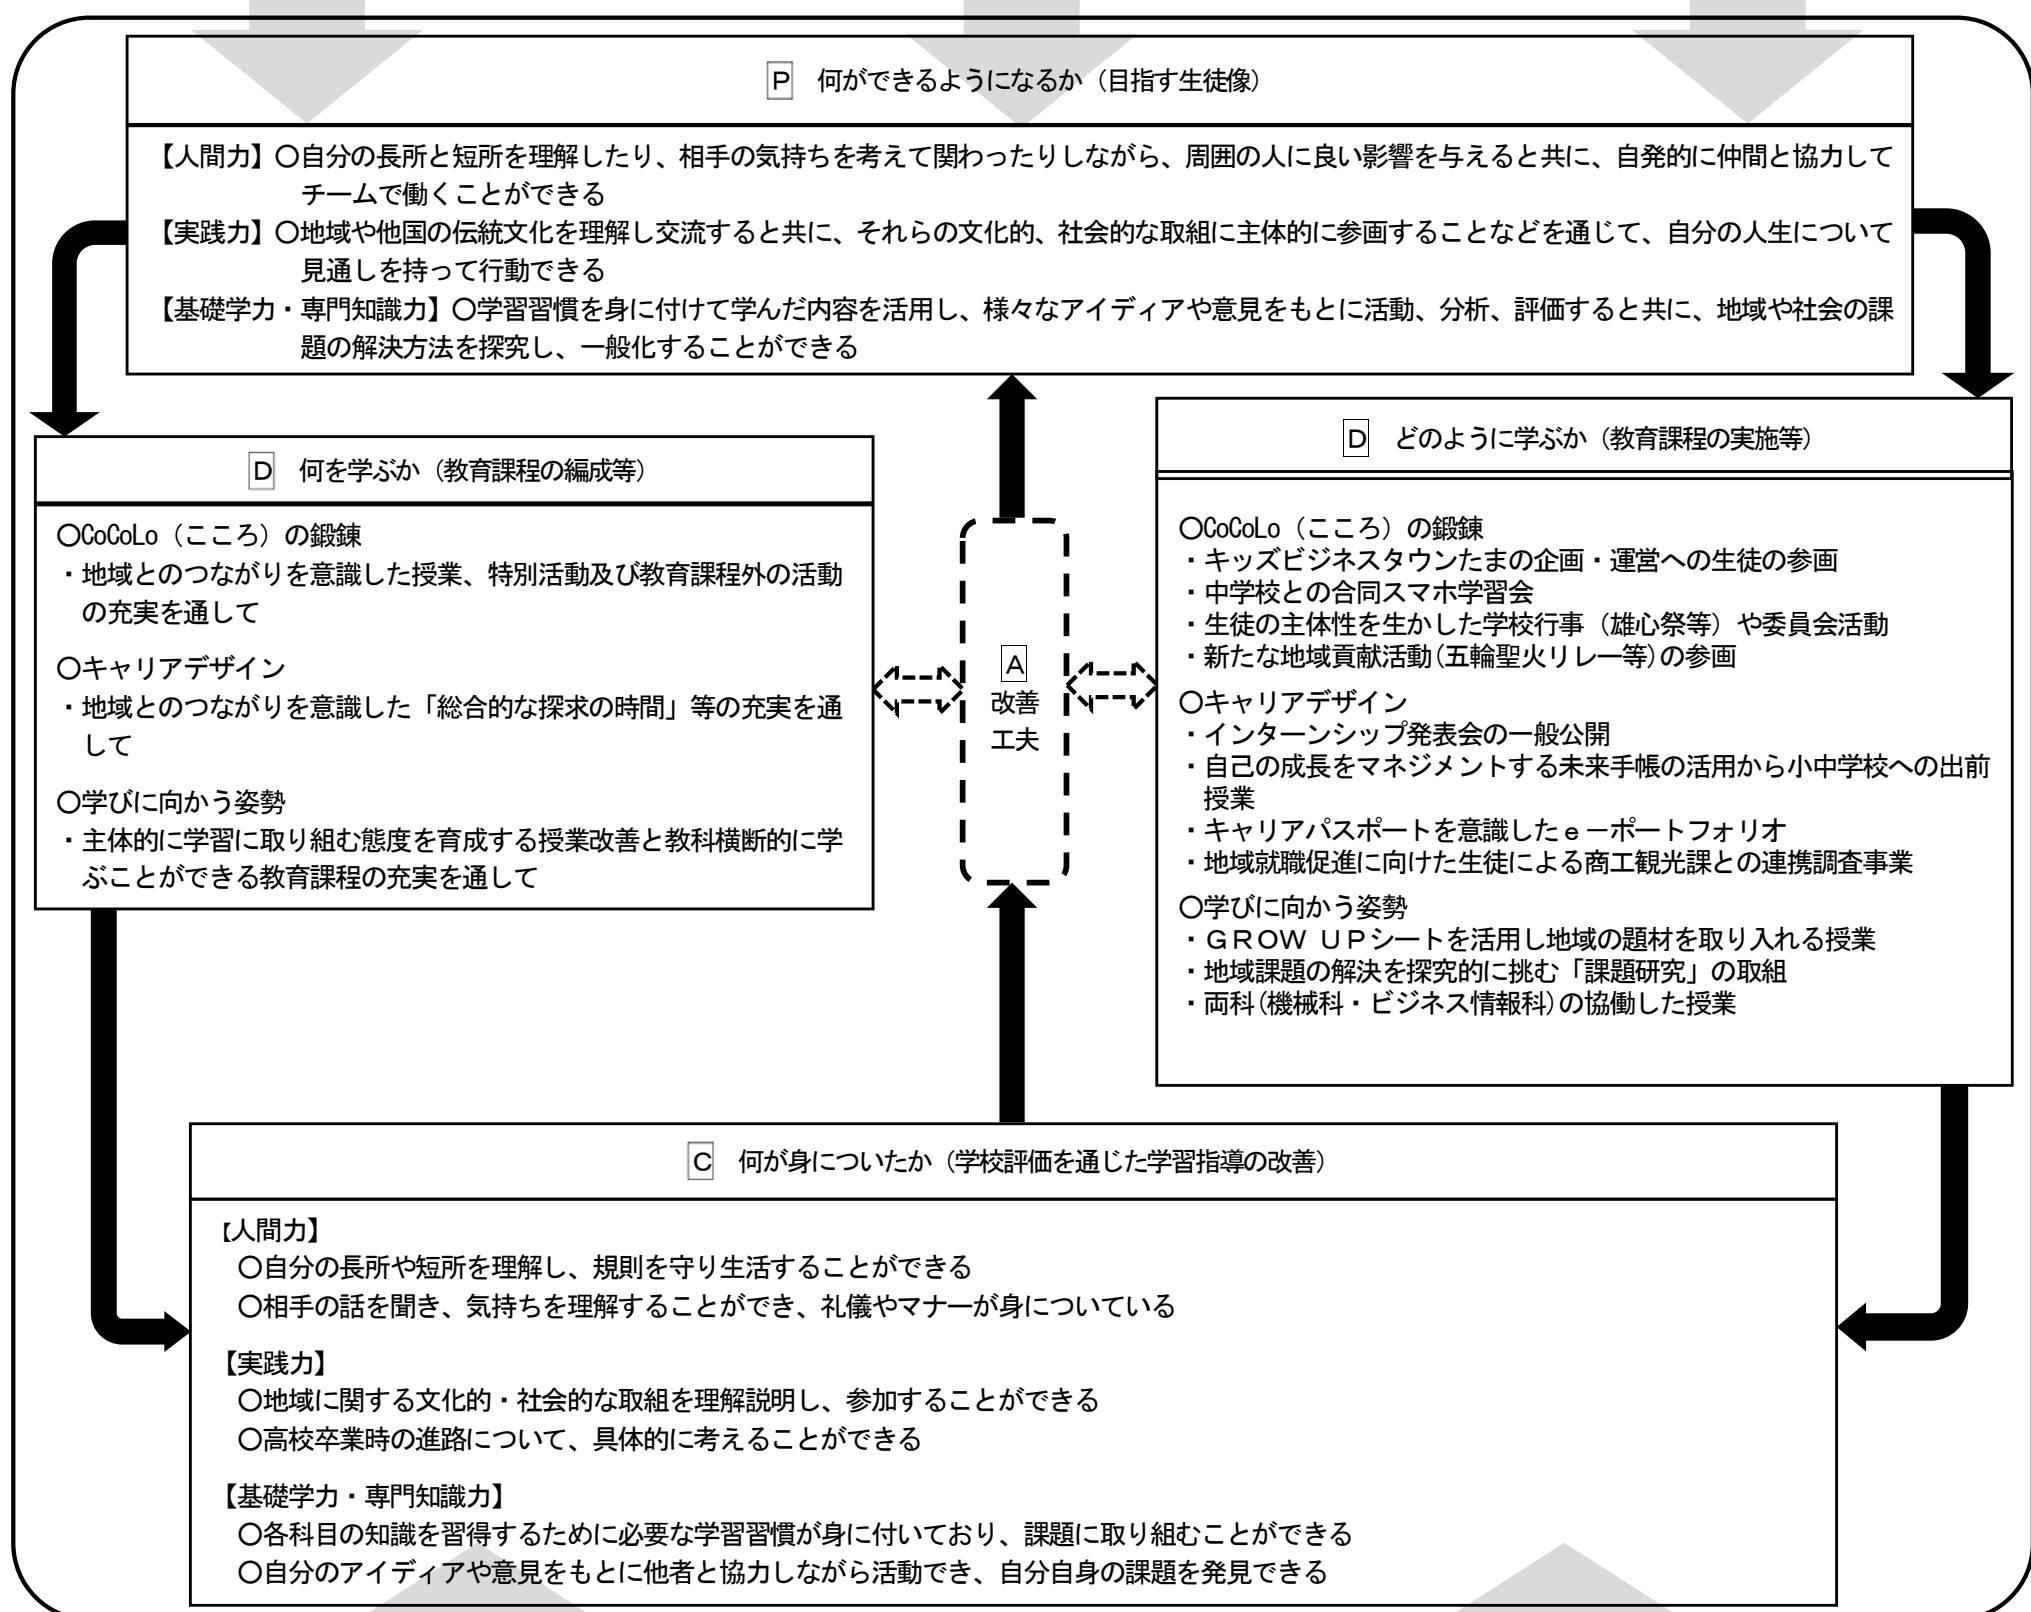 P 何ができるようになるか（目指す生徒像）
【人間力】○自分の長所と短所を理解したり、相手の気持ちを考えて関わったりしながら、周囲の人に良い影響を与えると共に、自発的に仲間と協力して
チームで働くことができる
【実践力】○地域や他国の伝統文化を理解し交流すると共に、それらの文化的、社会的な取組に主体的に参画することなどを通じて、自分の人生について
見通しを持って行動できる
【基礎学力・専門知識力】○学習習慣を身に付けて学んだ内容を活用し、様々なアイディアや意見をもとに活動、分析、評価すると共に、地域や社会の課
題の解決方法を探究し、一般化することができる
D 何を学ぶか（教育課程の編成等）
○CoCoLo（こころ）の鍛錬
・地域とのつながりを意識した授業、特別活動及び教育課程外の活動
の充実を通して
○キャリアデザイン
・地域とのつながりを意識した「総合的な探求の時間」等の充実を通
して
○学びに向かう姿勢
・主体的に学習に取り組む態度を育成する授業改善と教科横断的に学
ぶことができる教育課程の充実を通して
A
改善
工夫
D どのように学ぶか（教育課程の実施等）
○CoCoLo（こころ）の鍛錬
・キッズビジネスタウンたまの企画・運営への生徒の参画
・中学校との合同スマホ学習会
・生徒の主体性を生かした学校行事（雄心祭等）や委員会活動
・新たな地域貢献活動(五輪聖火リレー等)の参画
○キャリアデザイン
・インターンシップ発表会の一般公開
・自己の成長をマネジメントする未来手帳の活用から小中学校への出前
授業
・キャリアパスポートを意識したｅ－ポートフォリオ
・地域就職促進に向けた生徒による商工観光課との連携調査事業
○学びに向かう姿勢
・ＧＲＯＷ ＵＰシートを活用し地域の題材を取り入れる授業
・地域課題の解決を探究的に挑む「課題研究」の取組
・両科(機械科・ビジネス情報科)の協働した授業
C 何が身についたか（学校評価を通じた学習指導の改善）
【人間力】
○自分の長所や短所を理解し、規則を守り生活することができる
○相手の話を聞き、気持ちを理解することができ、礼儀やマナーが身についている
【実践力】
○地域に関する文化的・社会的な取組を理解説明し、参加することができる
○高校卒業時の進路について、具体的に考えることができる
【基礎学力・専門知識力】
○各科目の知識を習得するために必要な学習習慣が身に付いており、課題に取り組むことができる
○自分のアイディアや意見をもとに他者と協力しながら活動でき、自分自身の課題を発見できる